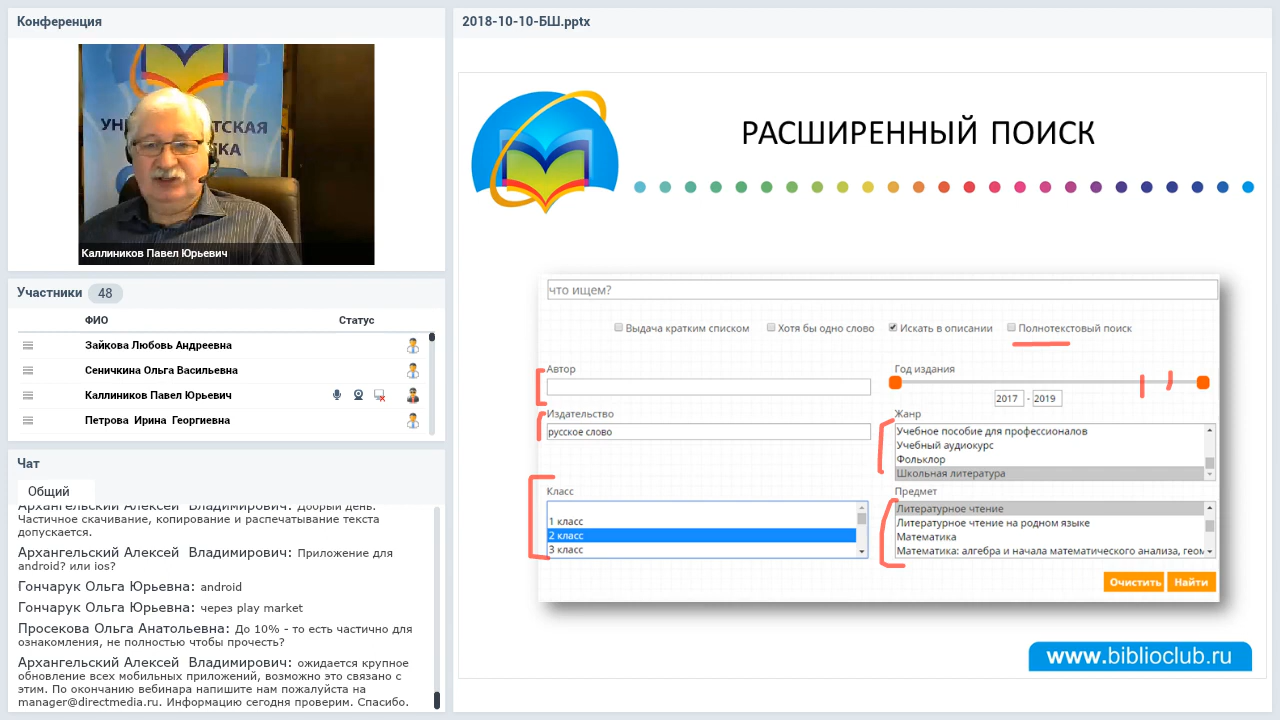 Конференция
УНИ ТСКАЯ
КА
Каллиников Павел Юрьевич
Участники 48
ФИО Статус
Зайкова Любовь Андреевна
Сеничкина Ольга Васильевна
Каллиников Павел Юрьевич
Петрова Ирина Георгиевна
Чат
Общий
Архангельский Алексей Владимирович: Добрый день.
Частичное скачивание, копирование и распечатывание текста
допускается.
Архангельский Алексей Владимирович: Приложение для
android? или ios?
Гончарук Ольга Юрьевна: android
Гончарук Ольга Юрьевна: через play market
Просекова Ольга Анатольевна: До 10% - то есть частично для
ознакомления, не полностью чтобы прочесть?
Архангельский Алексей Владимирович: ожидается крупное
обновление всех мобильных приложений, возможно это связано с
этим. По окончанию вебинара напишите нам пожалуйста на
manager@directmedia.ru. Информацию сегодня проверим. Спасибо.
2018-10-10-БШ.pptx
РАСШИРЕННЫЙ ПОИСК
что ищем?
Выдача кратким списком Хотя бы одно слово Искать в описании Полнотекстовый поиск
Автор
Год издания
2017 - 2019
Издательство
русское слово
Жанр
Учебное пособие для профессионалов
Учебный аудиокурс
Фольклор
Школьная литература
Класс
1 класс
2 класс
3 класс
Предмет
Литературное чтение
Литературное чтение на родном языке
Математика
Математика: алгебра и начала математического анализа, геом
Очистить Найти
www.biblioclub.ru